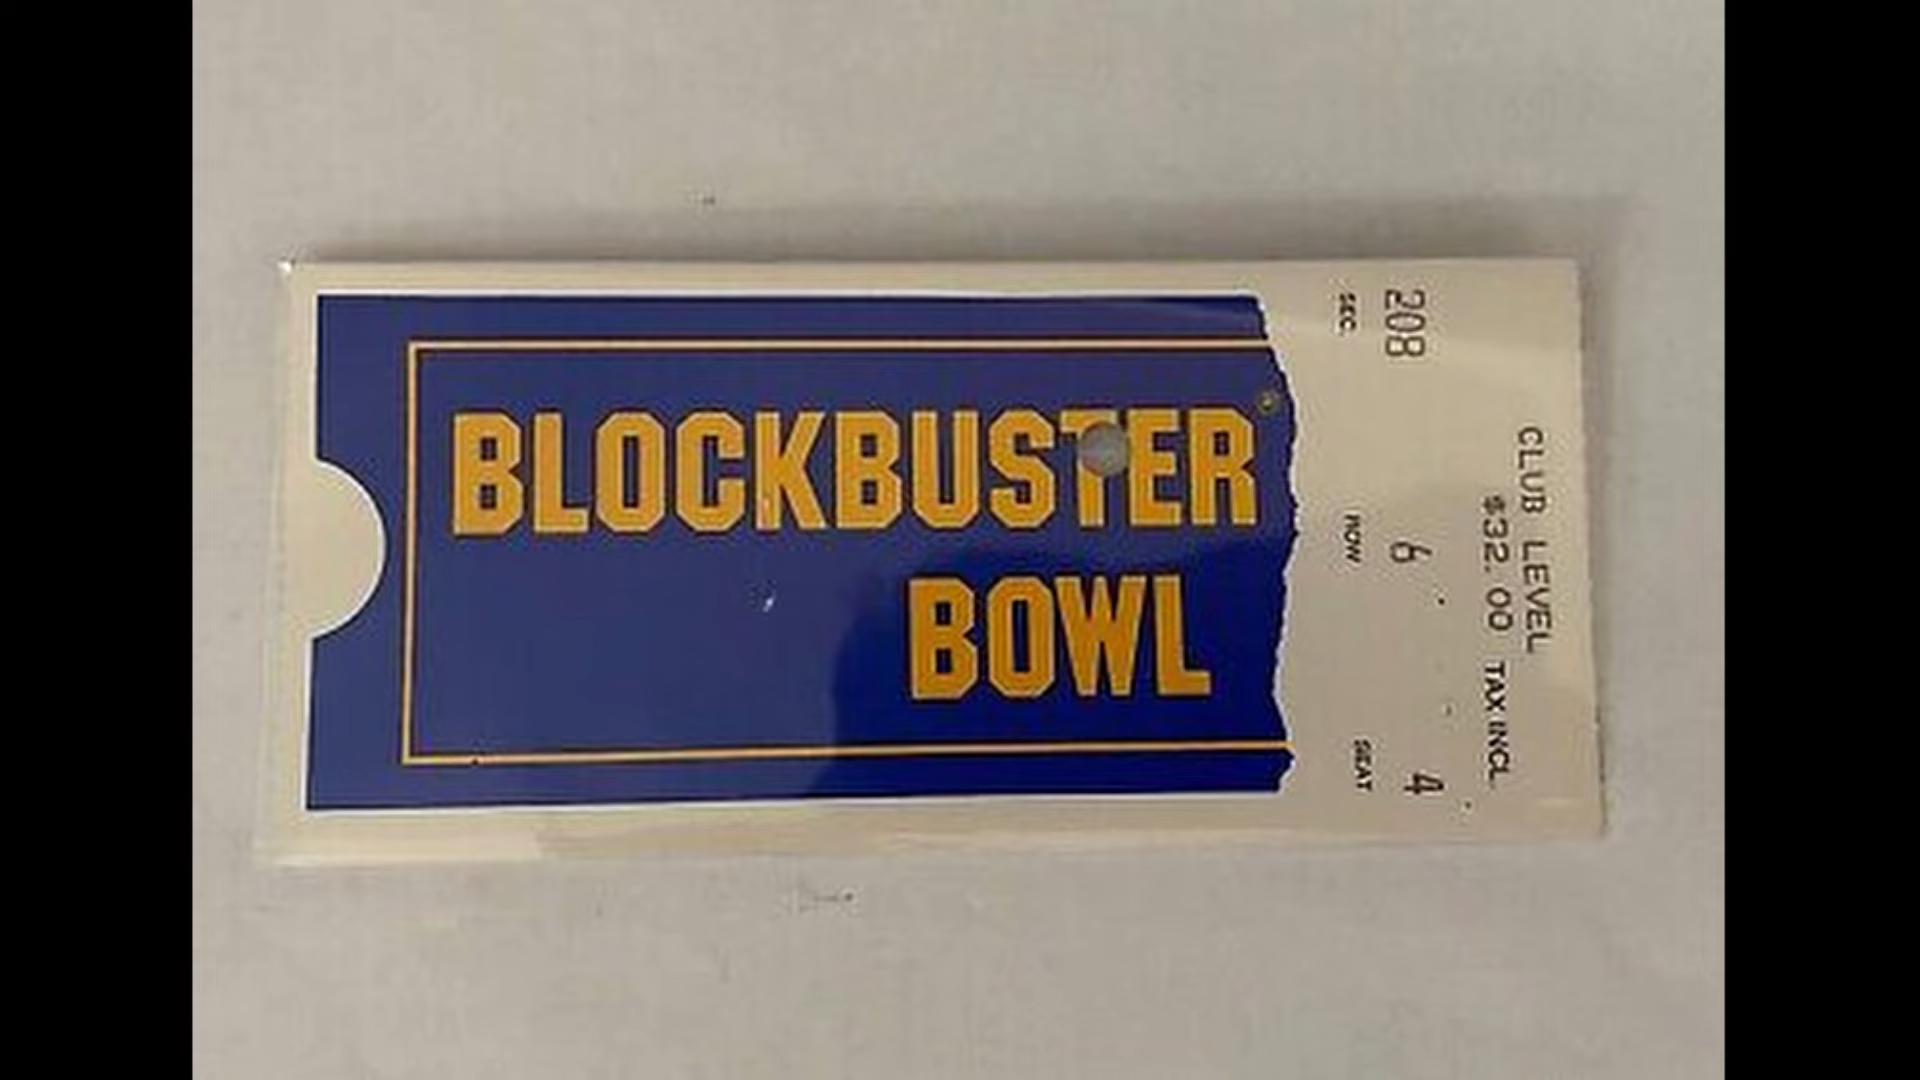 BLOCKBUSTER®
BOWL
208 6 4
SEC. ROW SEAT
CLUB LEVEL
$32.00 TAX INCL.